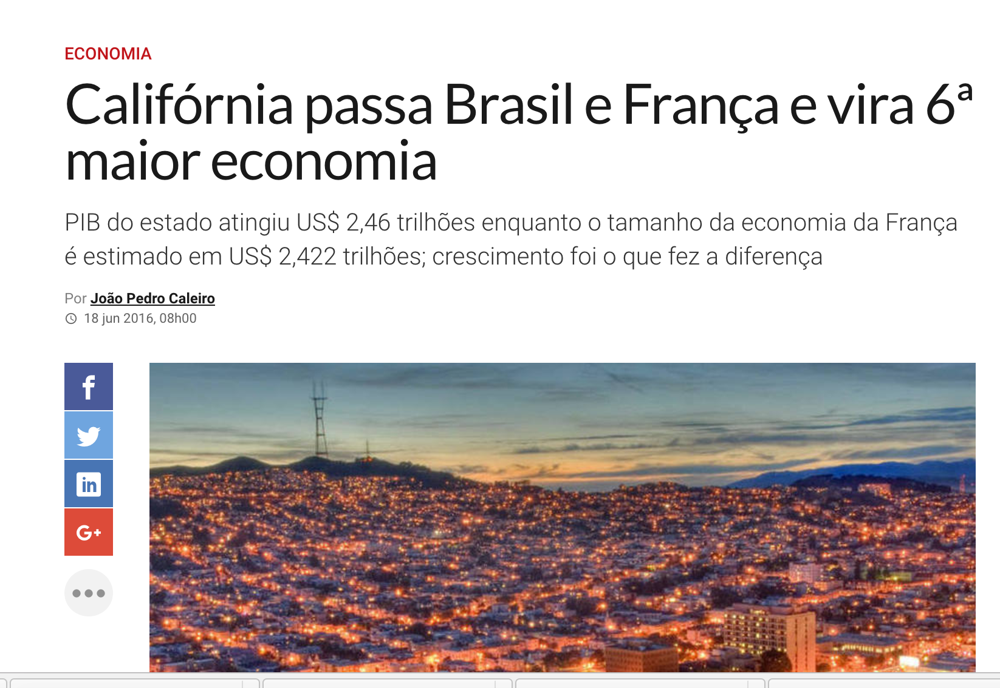 ECONOMIA
Califórnia passa Brasil e França e vira 6ª
maior economia
PIB do estado atingiu US$ 2,46 trilhões enquanto o tamanho da economia da França
é estimado em US$ 2,422 trilhões; crescimento foi o que fez a diferença
Por João Pedro Caleiro
18 jun 2016, 08h00
f
in
G+